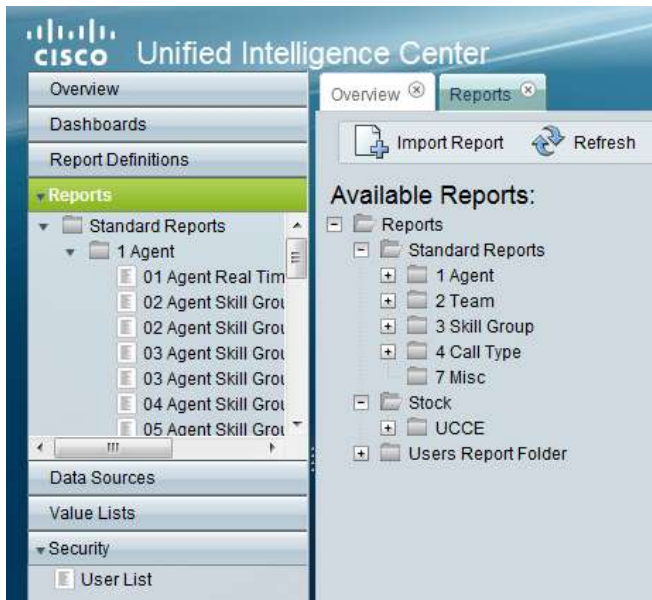 CISCO Unified Intelligence Center
Overview
Dashboards
Report Definitions
Reports
Standard Reports
1 Agent
01 Agent Real Tim
02 Agent Skill Grou
02 Agent Skill Grou
03 Agent Skill Grou
03 Agent Skill Grou
04 Agent Skill Grou
05 Agent Skill Grou
Data Sources
Value Lists
Security
User List
Overview
Reports
Import Report
Refresh
Available Reports:
Reports
Standard Reports
1 Agent
2 Team
3 Skill Group
4 Call Type
7 Misc
Stock
UCCE
Users Report Folder